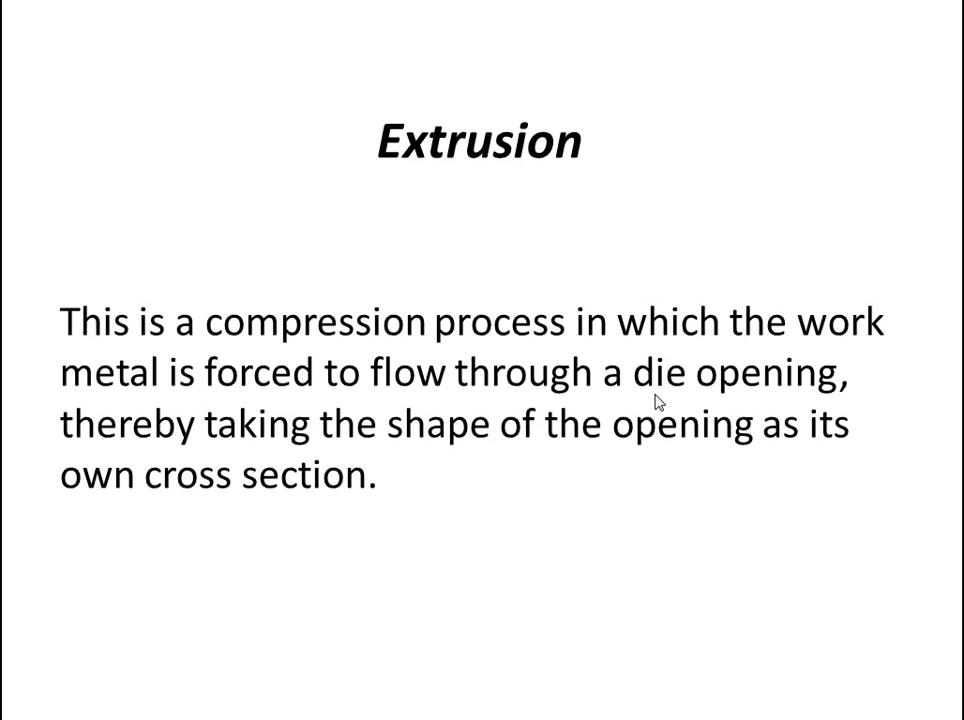 Extrusion
This is a compression process in which the work
metal is forced to flow through a die opening,
thereby taking the shape of the opening as its
own cross section.